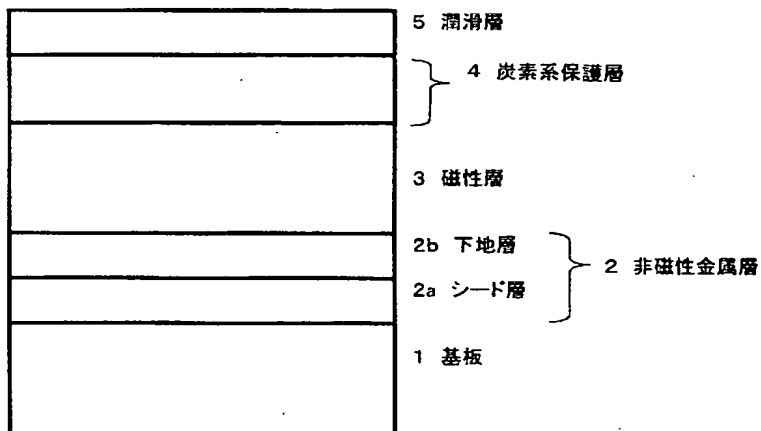 5 潤滑層
4 炭素系保護層
3 磁性層
2b 下地層
2 非磁性金属層
2a シード層
1 基板